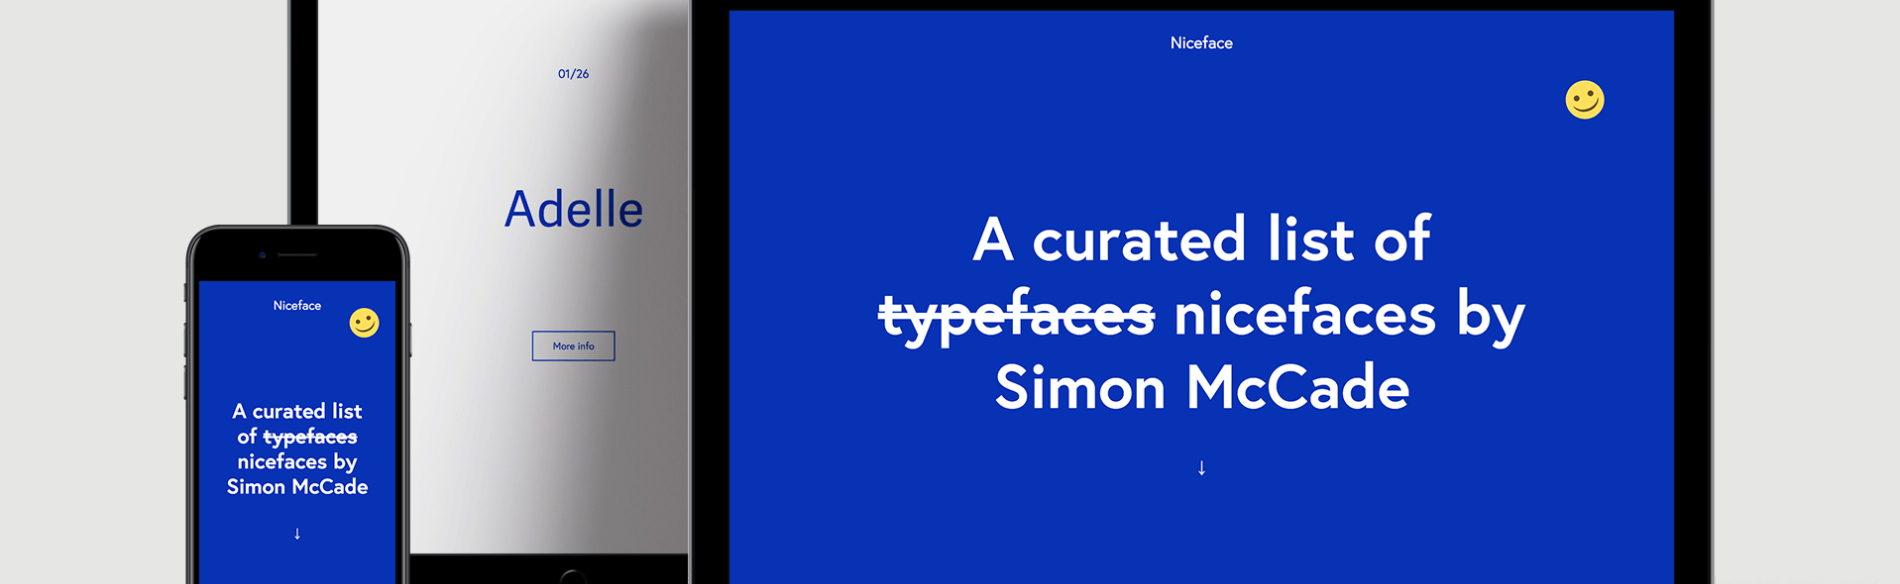 01/26
Adelle
More info
Niceface
A curated list
of typefaces
nicefaces by
Simon McCade
↓
Niceface
A curated list of
typefaces nicefaces by
Simon McCade
↓